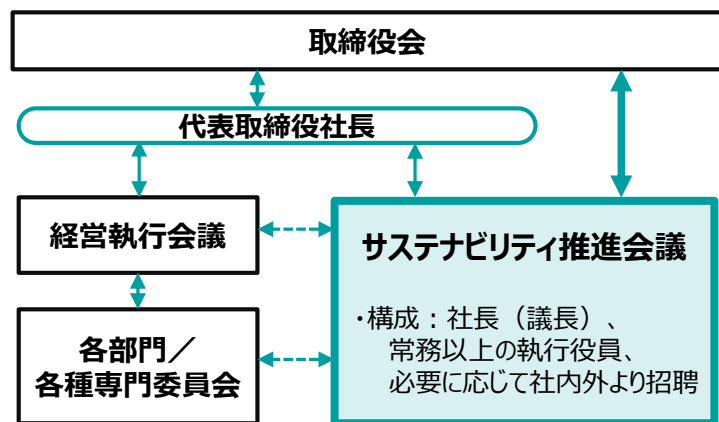 取締役会
代表取締役社長
経営執行会議
サステナビリティ推進会議
・構成：社長（議長）、
常務以上の執行役員、
必要に応じて社内外より招聘
各部門／
各種専門委員会